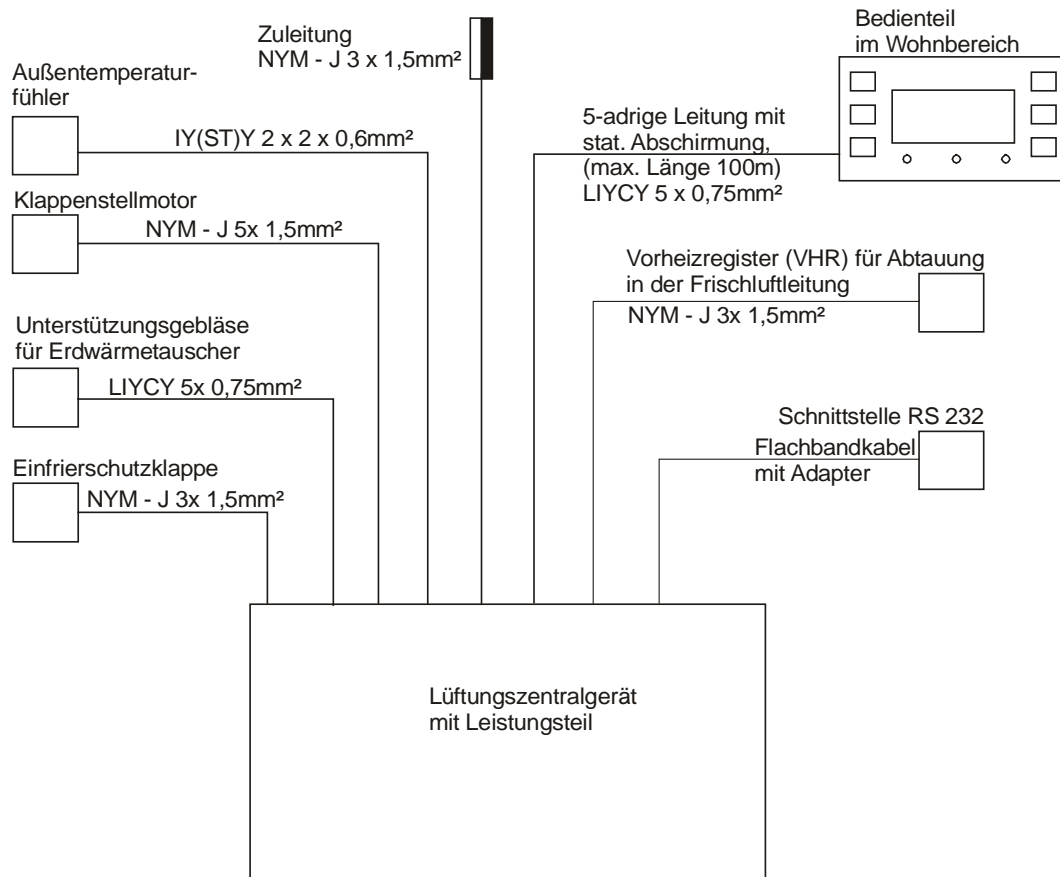 Zuleitung
NYM - J 3 x 1,5mm²
Bedienteil
im Wohnbereich
Außentemperatur-
fühler
IY(ST)Y 2 x 2 x 0,6mm²
5-adrige Leitung mit
stat. Abschirmung,
(max. Länge 100m)
LIYCY 5 x 0,75mm²
Klappenstellmotor
NYM - J 5x 1,5mm²
Vorheizregister (VHR) für Abtauung
in der Frischluftleitung
NYM - J 3x 1,5mm²
Unterstützungsgebläse
für Erdwärmetauscher
LIYCY 5x 0,75mm²
Schnittstelle RS 232
Flachbandkabel
mit Adapter
Einfrierschutzklappe
NYM - J 3x 1,5mm²
Lüftungszentralgerät
mit Leistungsteil